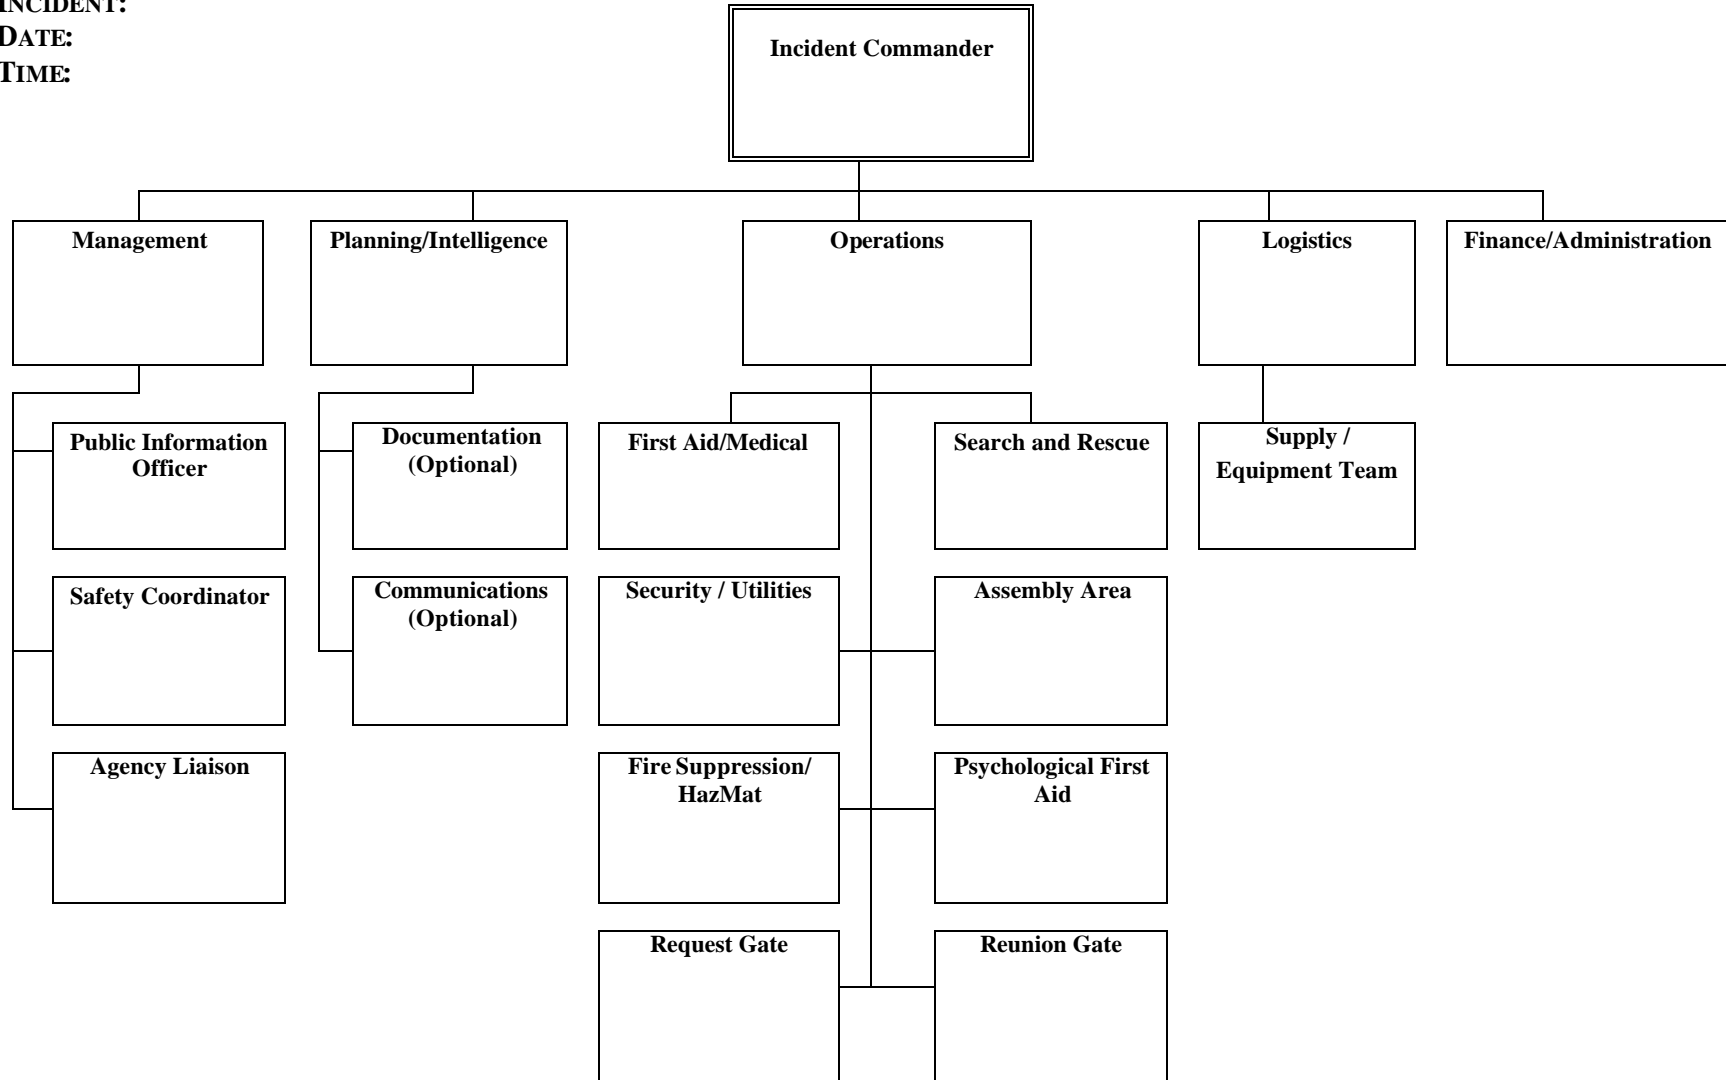 INCIDENT:
DATE:
TIME:
Incident Commander
Management
Planning/Intelligence
Operations
Logistics
Finance/Administration
Public Information
Officer
Documentation
(Optional)
First Aid/Medical
Search and Rescue
Supply /
Equipment Team
Safety Coordinator
Communications
(Optional)
Security / Utilities
Assembly Area
Agency Liaison
Fire Suppression/
HazMat
Psychological First
Aid
Request Gate
Reunion Gate